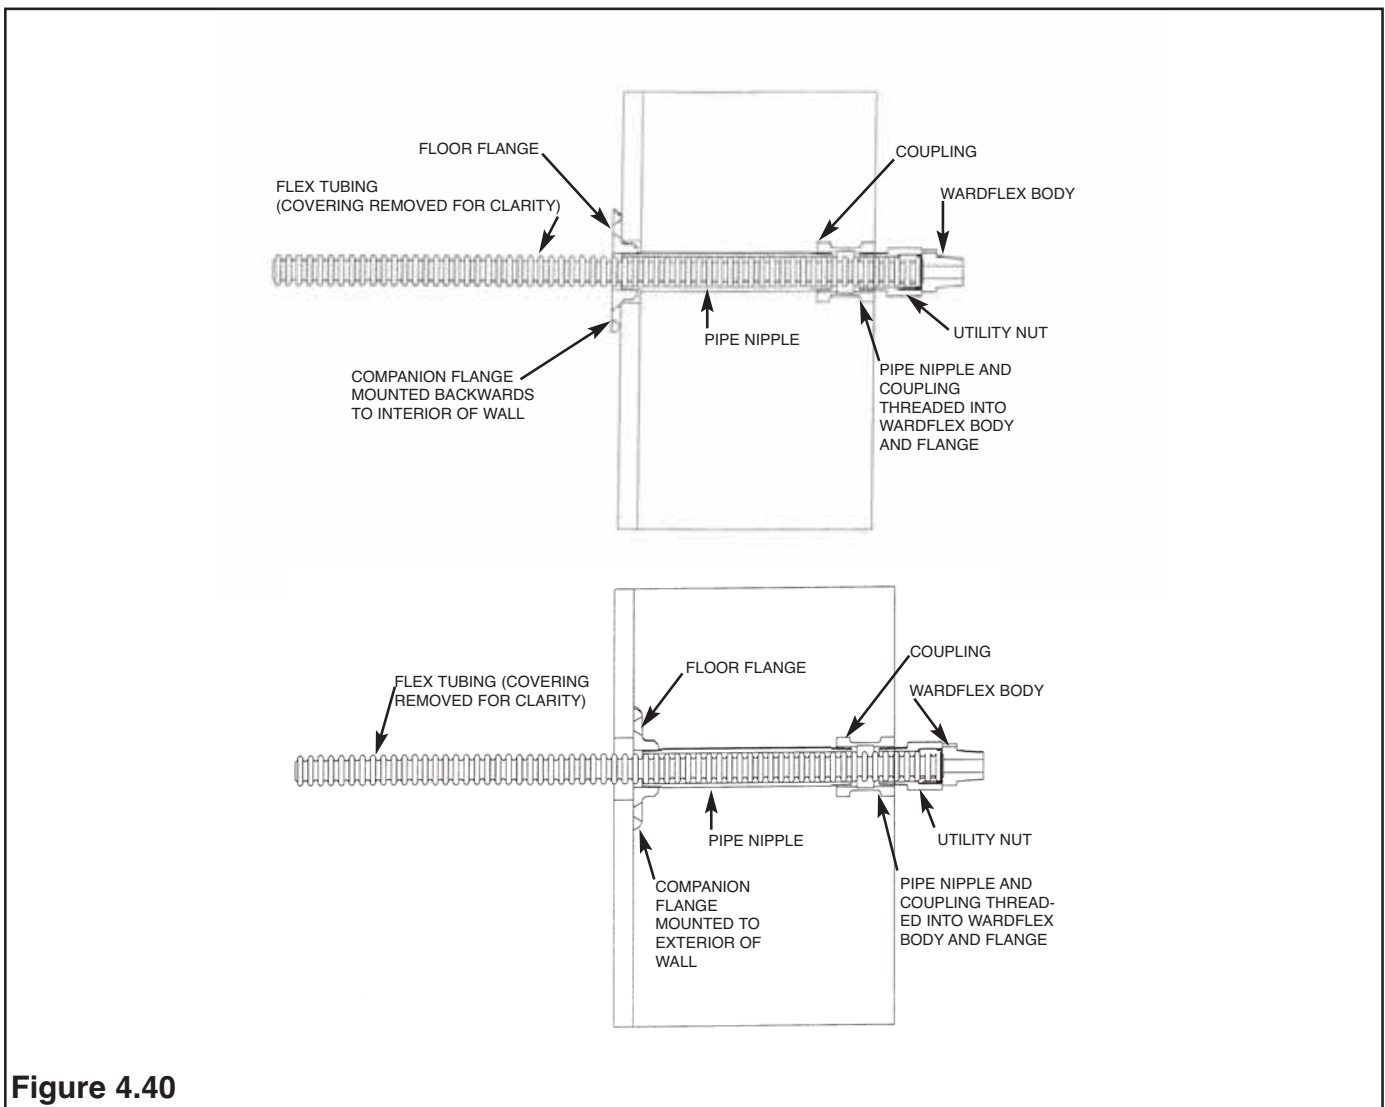 FLOOR FLANGE
COUPLING
FLEX TUBING
(COVERING REMOVED FOR CLARITY)
WARDFLEX BODY
PIPE NIPPLE
UTILITY NUT
COMPANION FLANGE
MOUNTED BACKWARDS
TO INTERIOR OF WALL
PIPE NIPPLE AND
COUPLING
THREADED INTO
WARDFLEX BODY
AND FLANGE
COUPLING
FLOOR FLANGE
FLEX TUBING (COVERING
REMOVED FOR CLARITY)
WARDFLEX BODY
PIPE NIPPLE
UTILITY NUT
COMPANION
FLANGE
MOUNTED TO
EXTERIOR OF
WALL
PIPE NIPPLE AND
COUPLING THREAD-
ED INTO WARDFLEX
BODY AND FLANGE
Figure 4.40